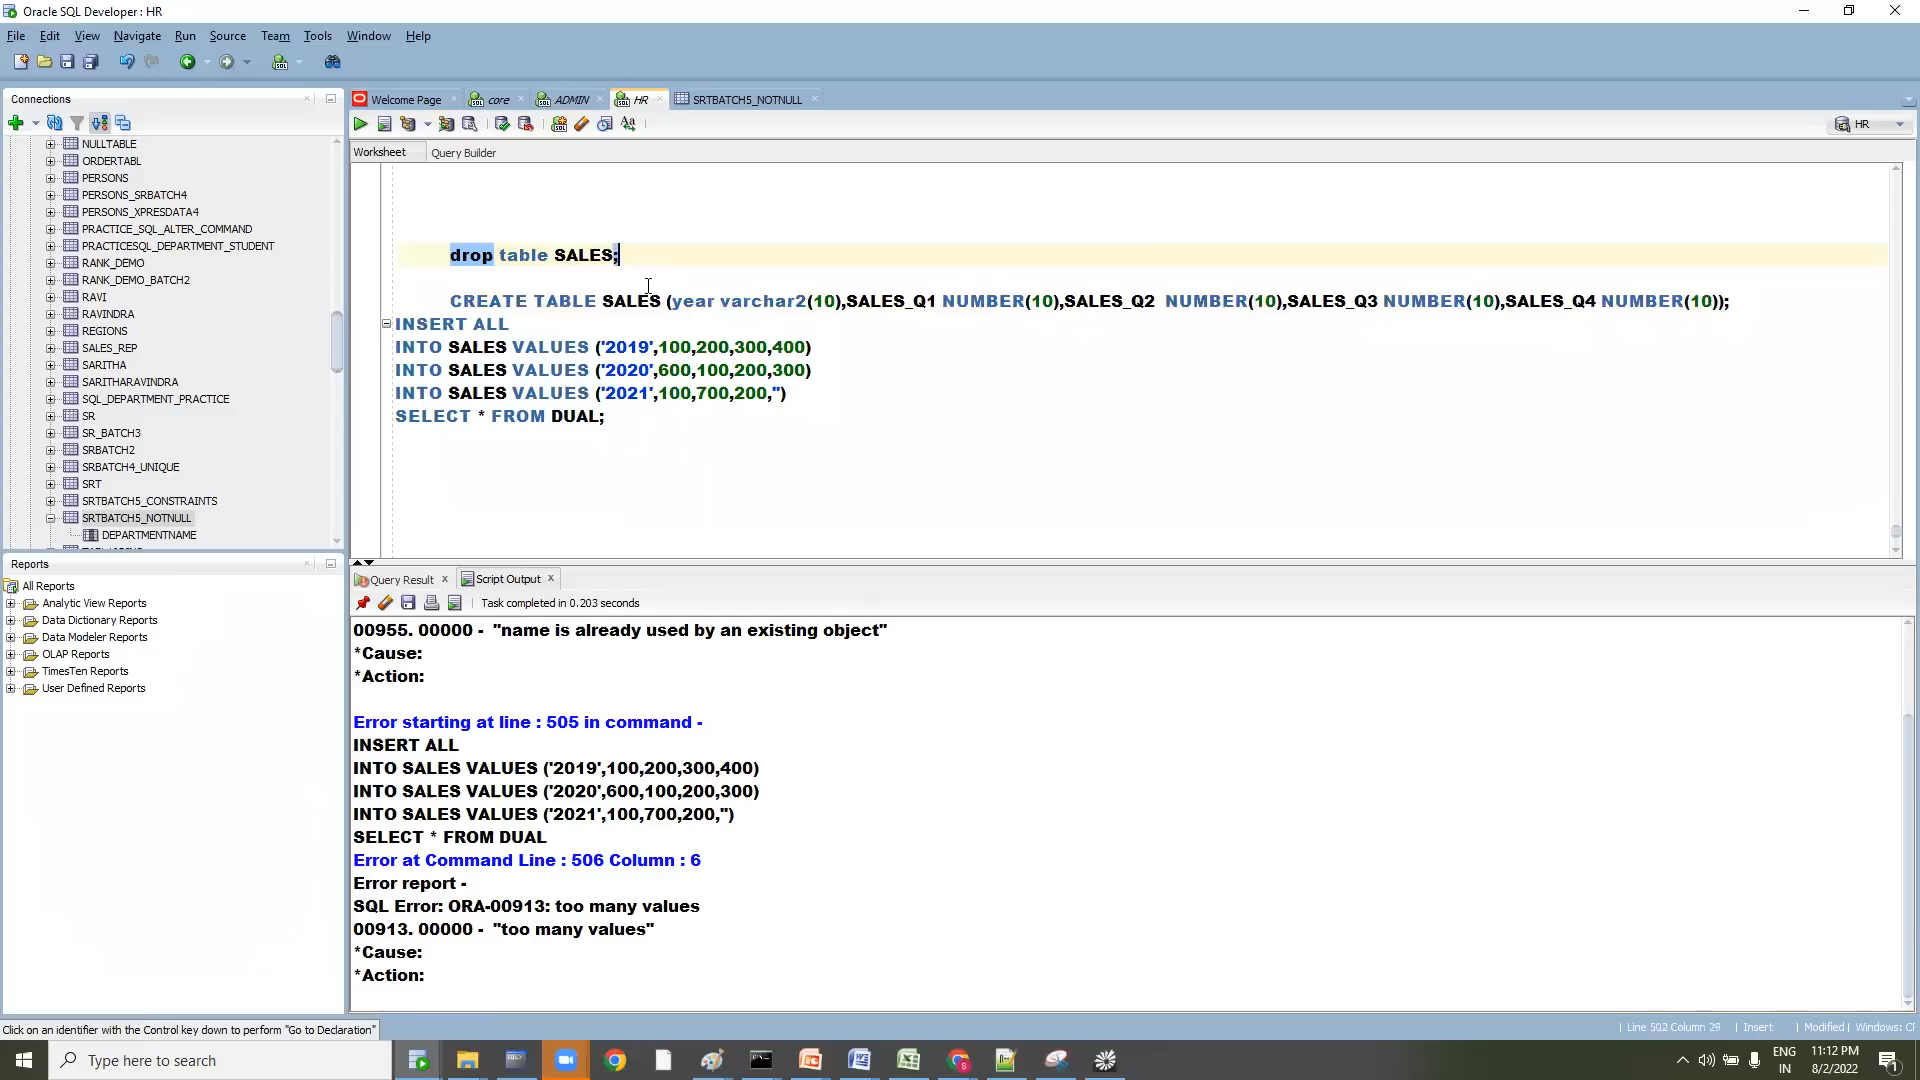 Oracle SQL Developer : HR
File Edit View Navigate Run Source Team Tools Window Help
Connections
NULLTABLE
ORDERTABL
PERSONS
PERSONS_SRBATCH4
PERSONS_XPRESDATA4
PRACTICE_SQL_ALTER_COMMAND
PRACTICESQL_DEPARTMENT_STUDENT
RANK_DEMO
RANK_DEMO_BATCH2
RAVI
RAVINDRA
REGIONS
SALES_REP
SARITHA
SARITHARAVINDRA
SQL_DEPARTMENT_PRACTICE
SR
SR_BATCH3
SRBATCH2
SRBATCH4_UNIQUE
SRT
SRTBATCH5_CONSTRAINTS
SRTBATCH5_NOTNULL
DEPARTMENTNAME
Reports
All Reports
Analytic View Reports
Data Dictionary Reports
Data Modeler Reports
OLAP Reports
TimesTen Reports
User Defined Reports
Welcome Page core ADMIN HR SRTBATCH5_NOTNULL
HR
Worksheet Query Builder
drop table SALES;
CREATE TABLE SALES (year varchar2(10),SALES_Q1 NUMBER(10),SALES_Q2  NUMBER(10),SALES_Q3 NUMBER(10),SALES_Q4 NUMBER(10));
INSERT ALL
INTO SALES VALUES ('2019',100,200,300,400)
INTO SALES VALUES ('2020',600,100,200,300)
INTO SALES VALUES ('2021',100,700,200,'')
SELECT * FROM DUAL;
Query Result Script Output
Task completed in 0.203 seconds
00955. 00000 -  "name is already used by an existing object"
*Cause:
*Action:
Error starting at line : 505 in command -
INSERT ALL
INTO SALES VALUES ('2019',100,200,300,400)
INTO SALES VALUES ('2020',600,100,200,300)
INTO SALES VALUES ('2021',100,700,200,'')
SELECT * FROM DUAL
Error at Command Line : 506 Column : 6
Error report -
SQL Error: ORA-00913: too many values
00913. 00000 -  "too many values"
*Cause:
*Action:
Click on an identifier with the Control key down to perform "Go to Declaration"
Line 502 Column 29 Insert Modified Windows: CF
Type here to search
ENG
IN
11:12 PM
8/2/2022